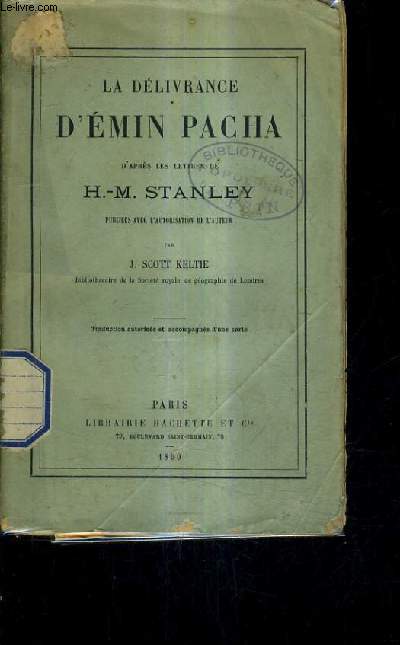 Le-livre.com
LA DÉLIVRANCE
D'ÉMIN PACHA
D'APRÈS LES LETTRES DE
H.-M. STANLEY
PUBLIÉES AVEC L'AUTORISATION DE L'AUTEUR
PAR
J. SCOTT KELTIE
Bibliothécaire de la Société royale de géographie de Londres
Traduction autorisée et accompagnée d'une carte
BIBLIOTHÈQUE
POPULAIRE
PARIS
LIBRAIRIE HACHETTE ET Cie
79, BOULEVARD SAINT-GERMAIN, 79
1890